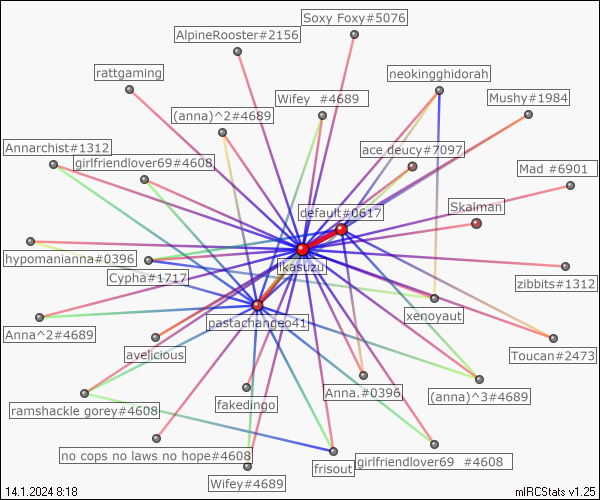 Soxy Foxy#5076
AlpineRooster#2156
rattgaming
neokingghidorah
Wifey #4689
Mushy#1984
(anna)^2#4689
Annarchist#1312
girlfriendlover69#4608
ace deucy#7097
Mad #6901
default#0617
Skalman
hypomanianna#0396
jikasuzu
Cypha#1717
zibbits#1312
xenoyaut
pastachangeo41
Anna^2#4689
avelicious
Toucan#2473
fakedingo
Anna.#0396
(anna)^3#4689
ramshackle gorey#4608
no cops no laws no hope#4608
frisout
girlfriendlover69 #4608
Wifey#4689
14.1.2024 8:18
mIRCStats v1.25